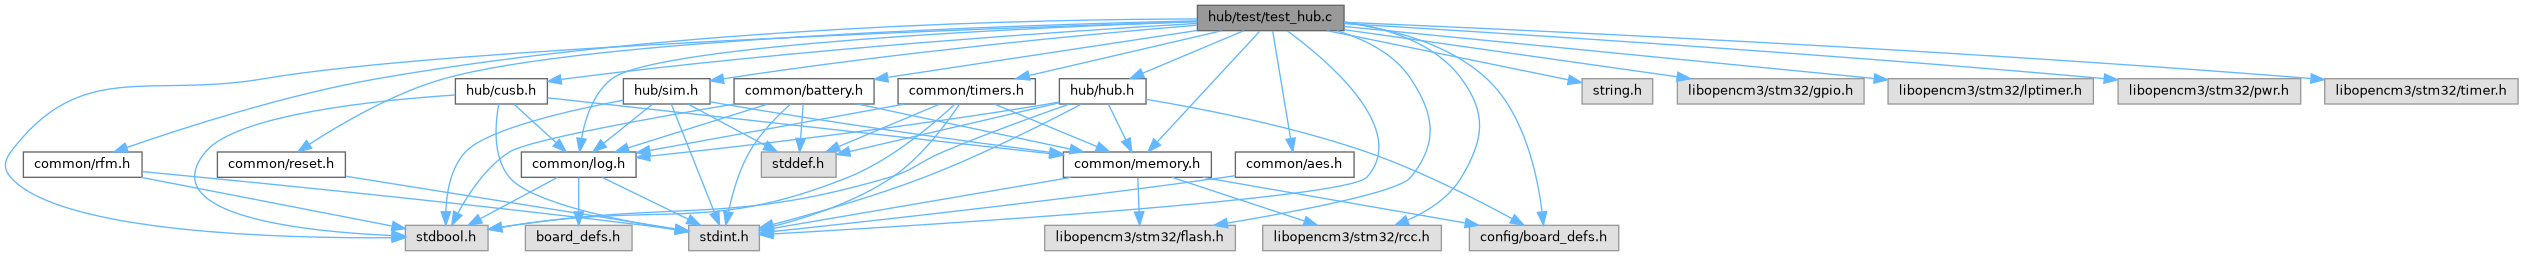 hub/test/test_hub.c
hub/cusb.h
hub/sim.h
common/battery.h
common/timers.h
hub/hub.h
string.h
libopencm3/stm32/gpio.h
libopencm3/stm32/lptimer.h
libopencm3/stm32/pwr.h
libopencm3/stm32/timer.h
common/rfm.h
common/reset.h
common/log.h
stddef.h
common/memory.h
common/aes.h
stdbool.h
board_defs.h
stdint.h
libopencm3/stm32/flash.h
libopencm3/stm32/rcc.h
config/board_defs.h